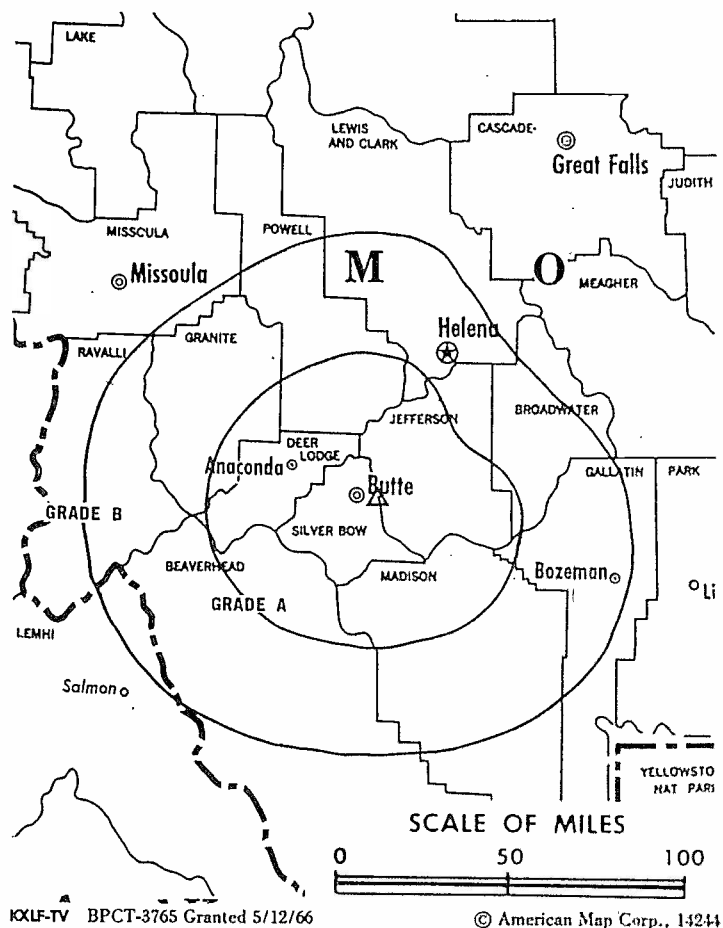 LAKE
LEWIS
AND CLARK
CASCADE-
Great Falls
JUDITH
MISSCULA
POWELL
M
O
MEAGHER
Missoula
Helena
RAVALLI
GRANITE
JEFFERSON
BROADWATER
DEER
LODGE
Anaconda
GALLATIN
PARK
Butte
GRADE B
SILVER BOW
BEAVERHEAD
MADISON
Bozeman
GRADE A
Li
LEMHI
Salmon
YELLOWSTO
NAT PARI
SCALE OF MILES
0 50 100
KXLF-TV BPCT-3765 Granted 5/12/66
© American Map Corp., 14244